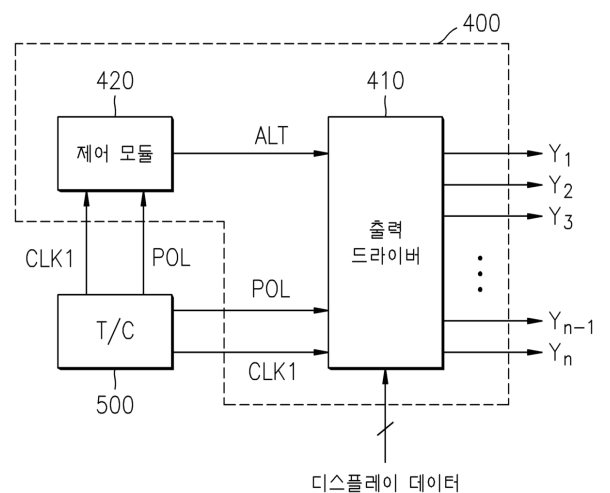 400
420
410
제어 모듈
ALT
출력
드라이버
Y1
Y2
Y3
CLK1
POL
T/C
POL
CLK1
Yn-1
Yn
500
디스플레이 데이터